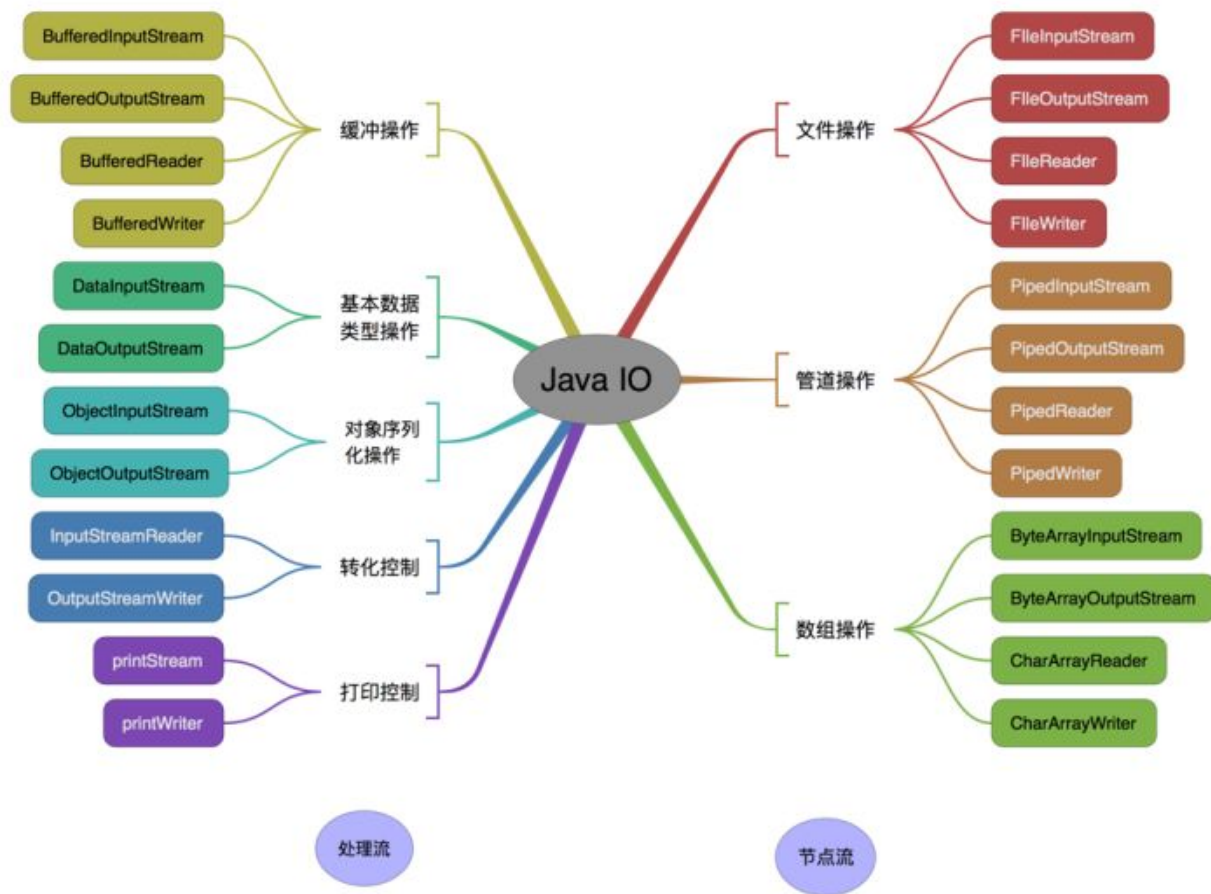 BufferedInputStream
BufferedOutputStream
BufferedReader
BufferedWriter
缓冲操作
DataInputStream
DataOutputStream
基本数据
类型操作
ObjectInputStream
ObjectOutputStream
对象序列
化操作
InputStreamReader
OutputStreamWriter
转化控制
printStream
printWriter
打印控制
Java IO
文件操作
FIleInputStream
FIleOutputStream
FIleReader
FIleWriter
管道操作
PipedInputStream
PipedOutputStream
PipedReader
PipedWriter
数组操作
ByteArrayInputStream
ByteArrayOutputStream
CharArrayReader
CharArrayWriter
处理流
节点流